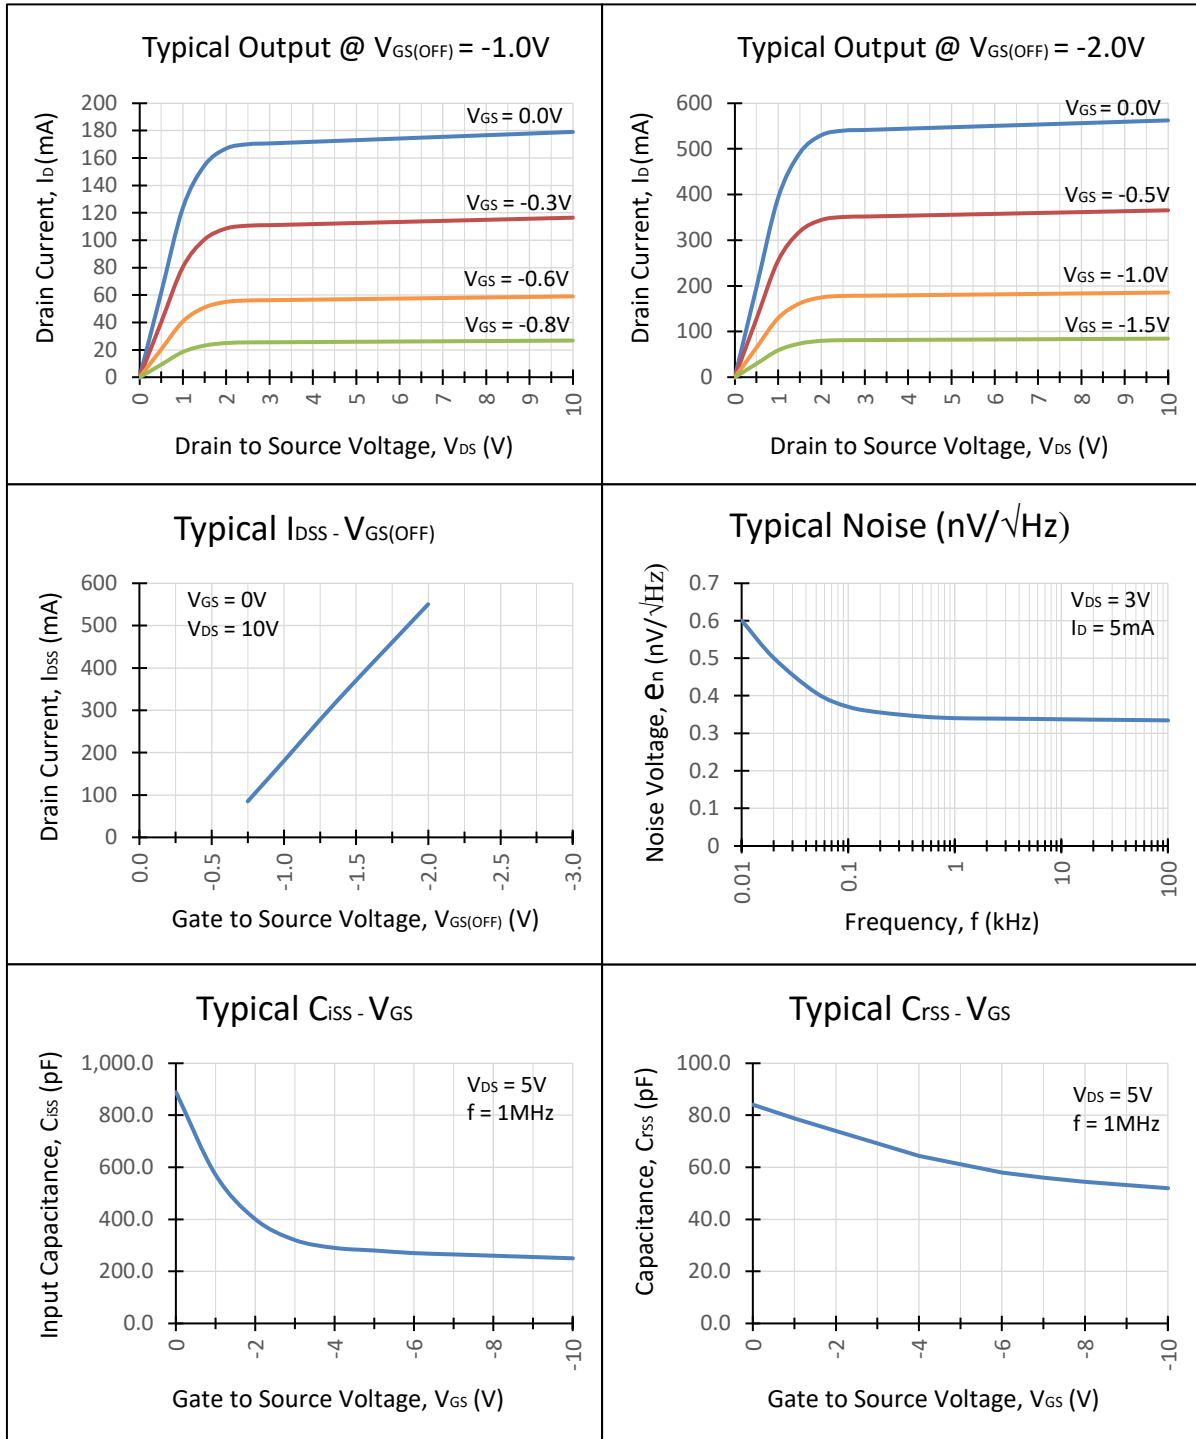 Typical Output @ VGS(OFF) = -1.0V
Drain Current, ID (mA)
200
180
160
140
120
100
80
60
40
20
0
VGS = 0.0V
VGS = -0.3V
VGS = -0.6V
VGS = -0.8V
0 1 2 3 4 5 6 7 8 9 10
Drain to Source Voltage, VDS (V)
Typical Output @ VGS(OFF) = -2.0V
Drain Current, ID (mA)
600
500
400
300
200
100
0
VGS = 0.0V
VGS = -0.5V
VGS = -1.0V
VGS = -1.5V
0 1 2 3 4 5 6 7 8 9 10
Drain to Source Voltage, VDS (V)
Typical IDSS - VGS(OFF)
Drain Current, IDSS (mA)
600
500
400
300
200
100
0
VGS = 0V
VDS = 10V
0.0 -0.5 -1.0 -1.5 -2.0 -2.5 -3.0
Gate to Source Voltage, VGS(OFF) (V)
Typical Noise (nV/√Hz)
Noise Voltage, en (nV/√Hz)
0.7
0.6
0.5
0.4
0.3
0.2
0.1
0
VDS = 3V
ID = 5mA
0.01 0.1 1 10 100
Frequency, f (kHz)
Typical CiSS - VGS
Input Capacitance, CiSS (pF)
1,000.0
800.0
600.0
400.0
200.0
0.0
VDS = 5V
f = 1MHz
0 -2 -4 -6 -8 -10
Gate to Source Voltage, VGS (V)
Typical CrSS - VGS
Capacitance, CrSS (pF)
100.0
80.0
60.0
40.0
20.0
0.0
VDS = 5V
f = 1MHz
0 -2 -4 -6 -8 -10
Gate to Source Voltage, VGS (V)